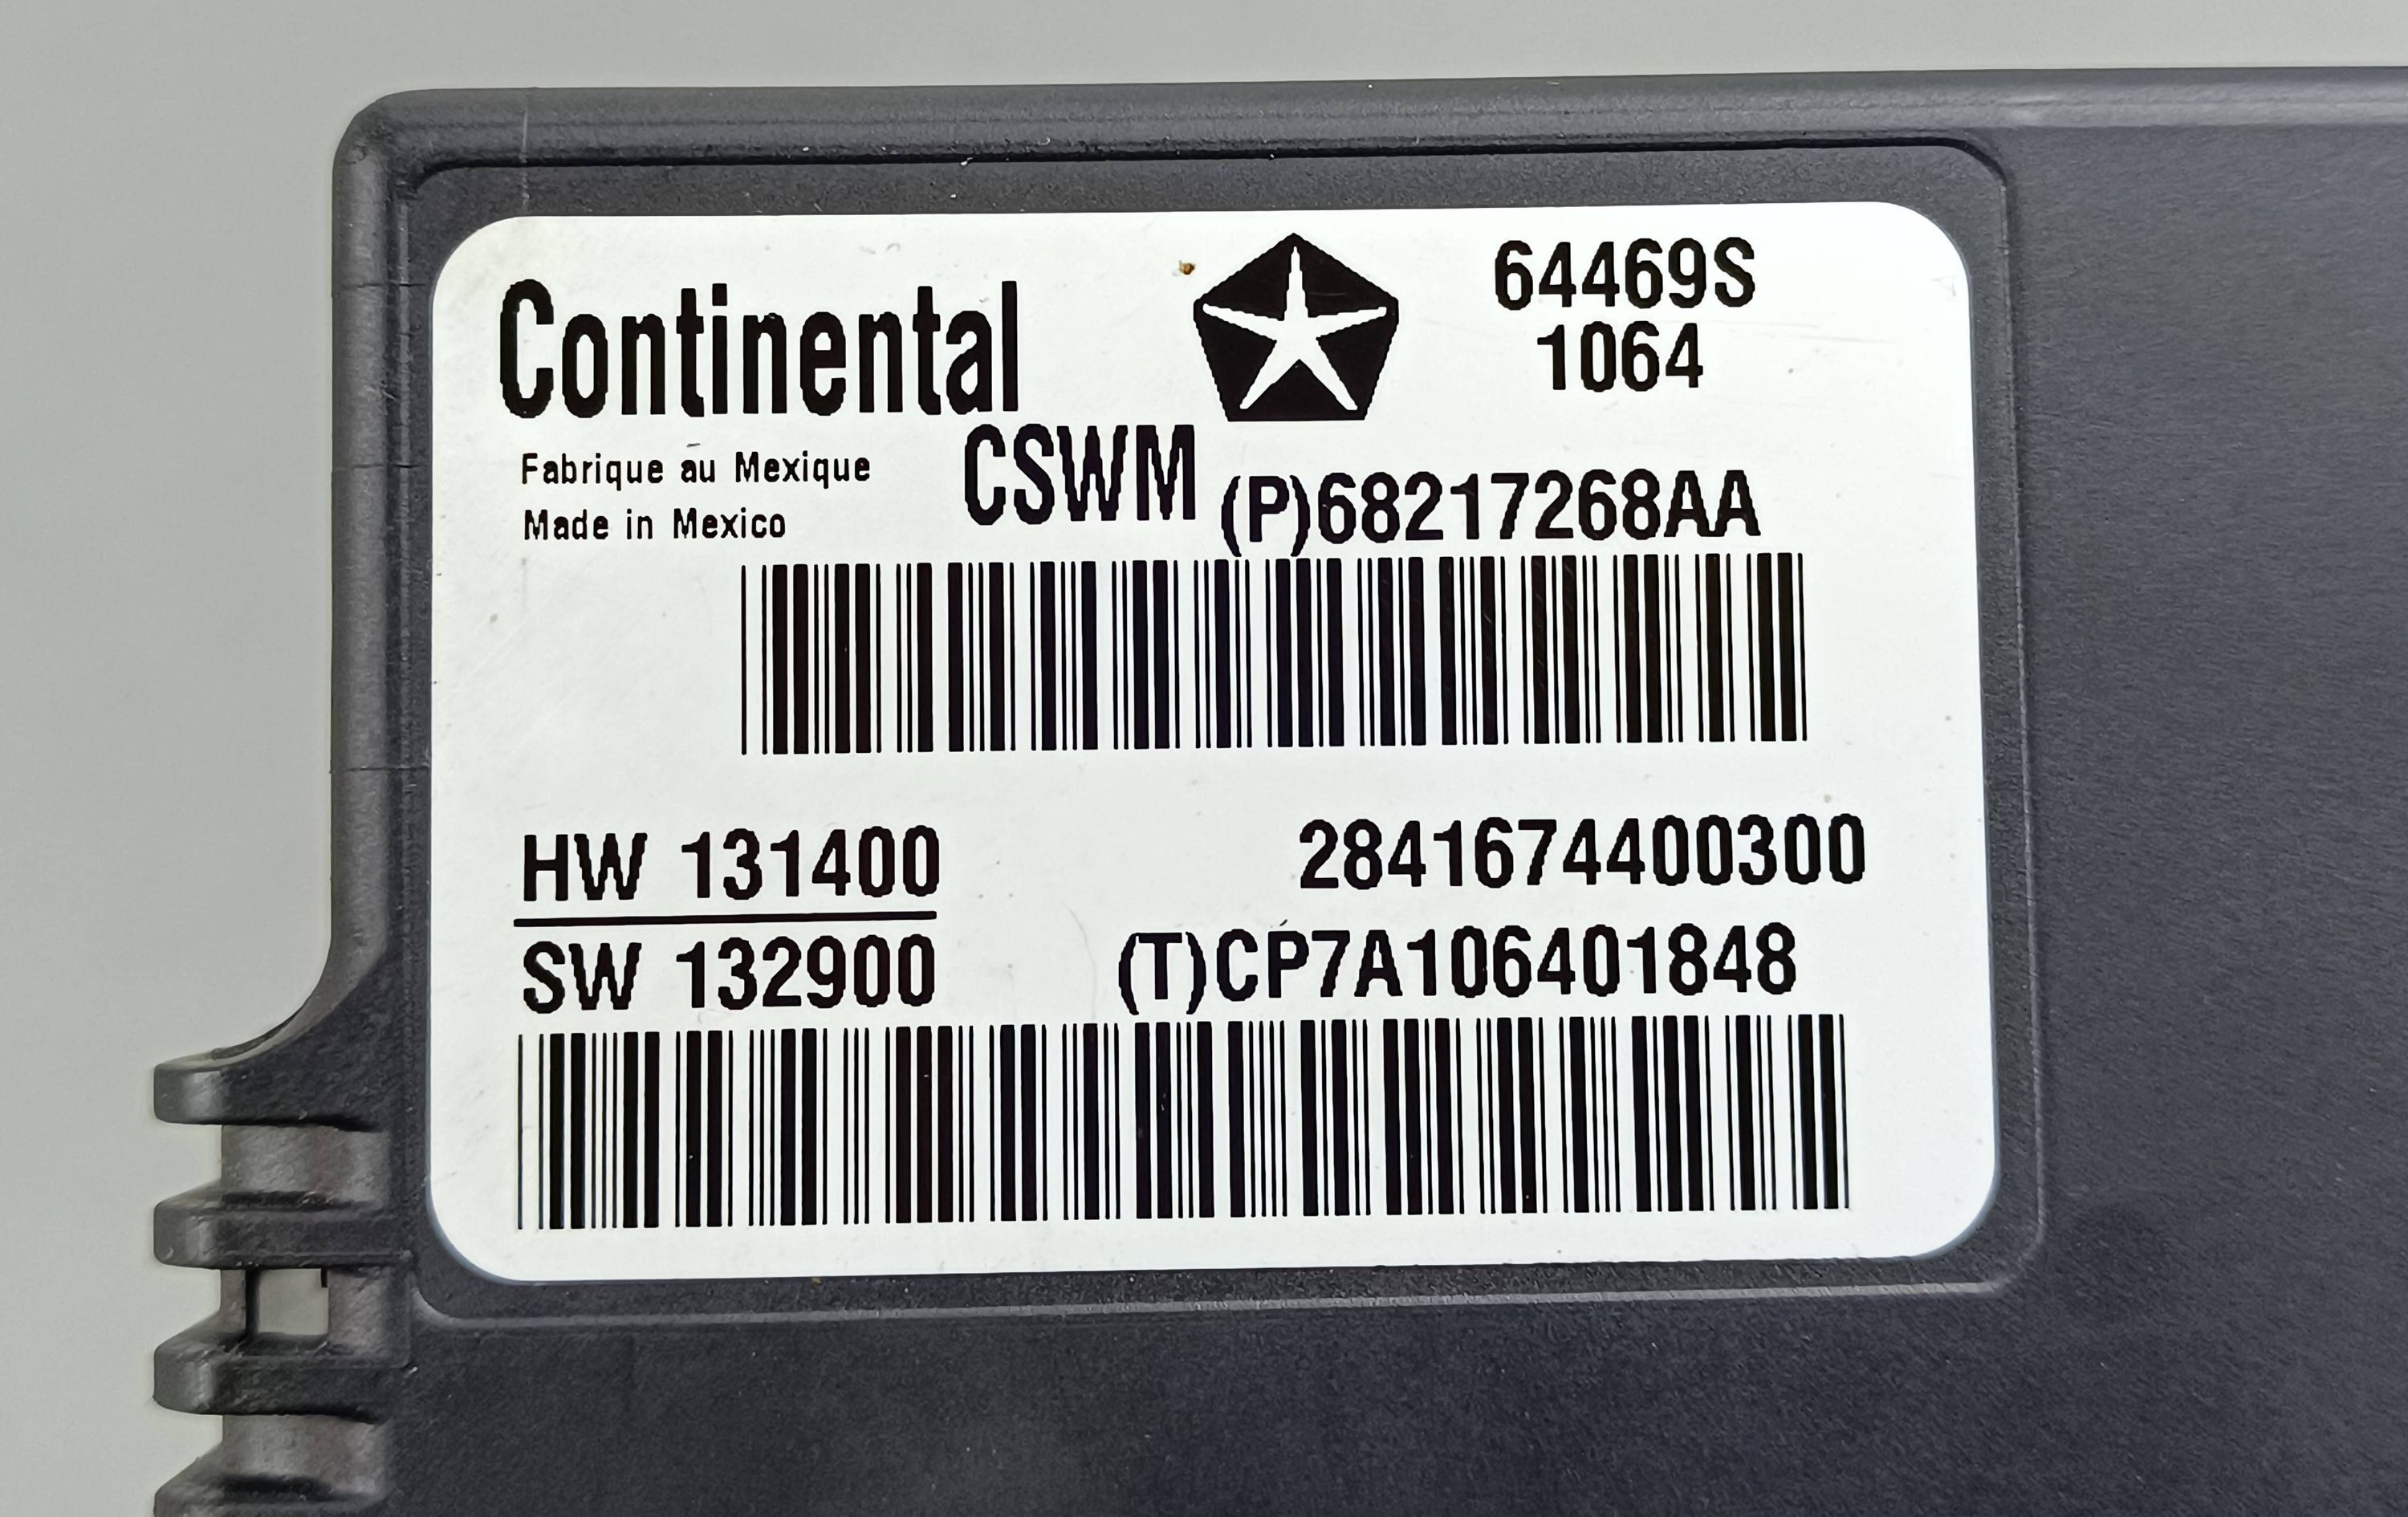 Continental
64469S
1064
Fabrique au Mexique
Made in Mexico
CSWM
(P)68217268AA
HW 131400
2841674400300
SW 132900
(T)CP7A106401848